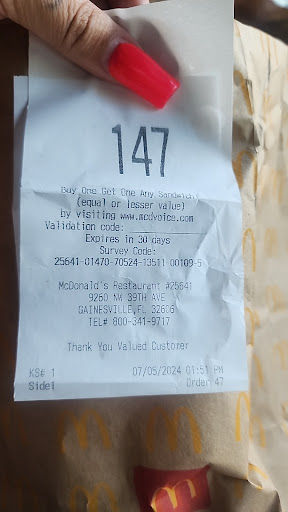 147
Buy One Get One Any Sandwich
(equal or lesser value)
by visiting www.mcdvoice.com
Validation code:
Expires in 30 days
Survey Code:
25641-01470-70524-13511-00109-5
McDonald's Restaurant #25641
9260 NW 39TH AVE
GAINESVILLE,FL 32606
TEL# 800-341-9717
Thank You Valued Customer
KS# 1 07/05/2024 01:51 PM
Side1 Order 47